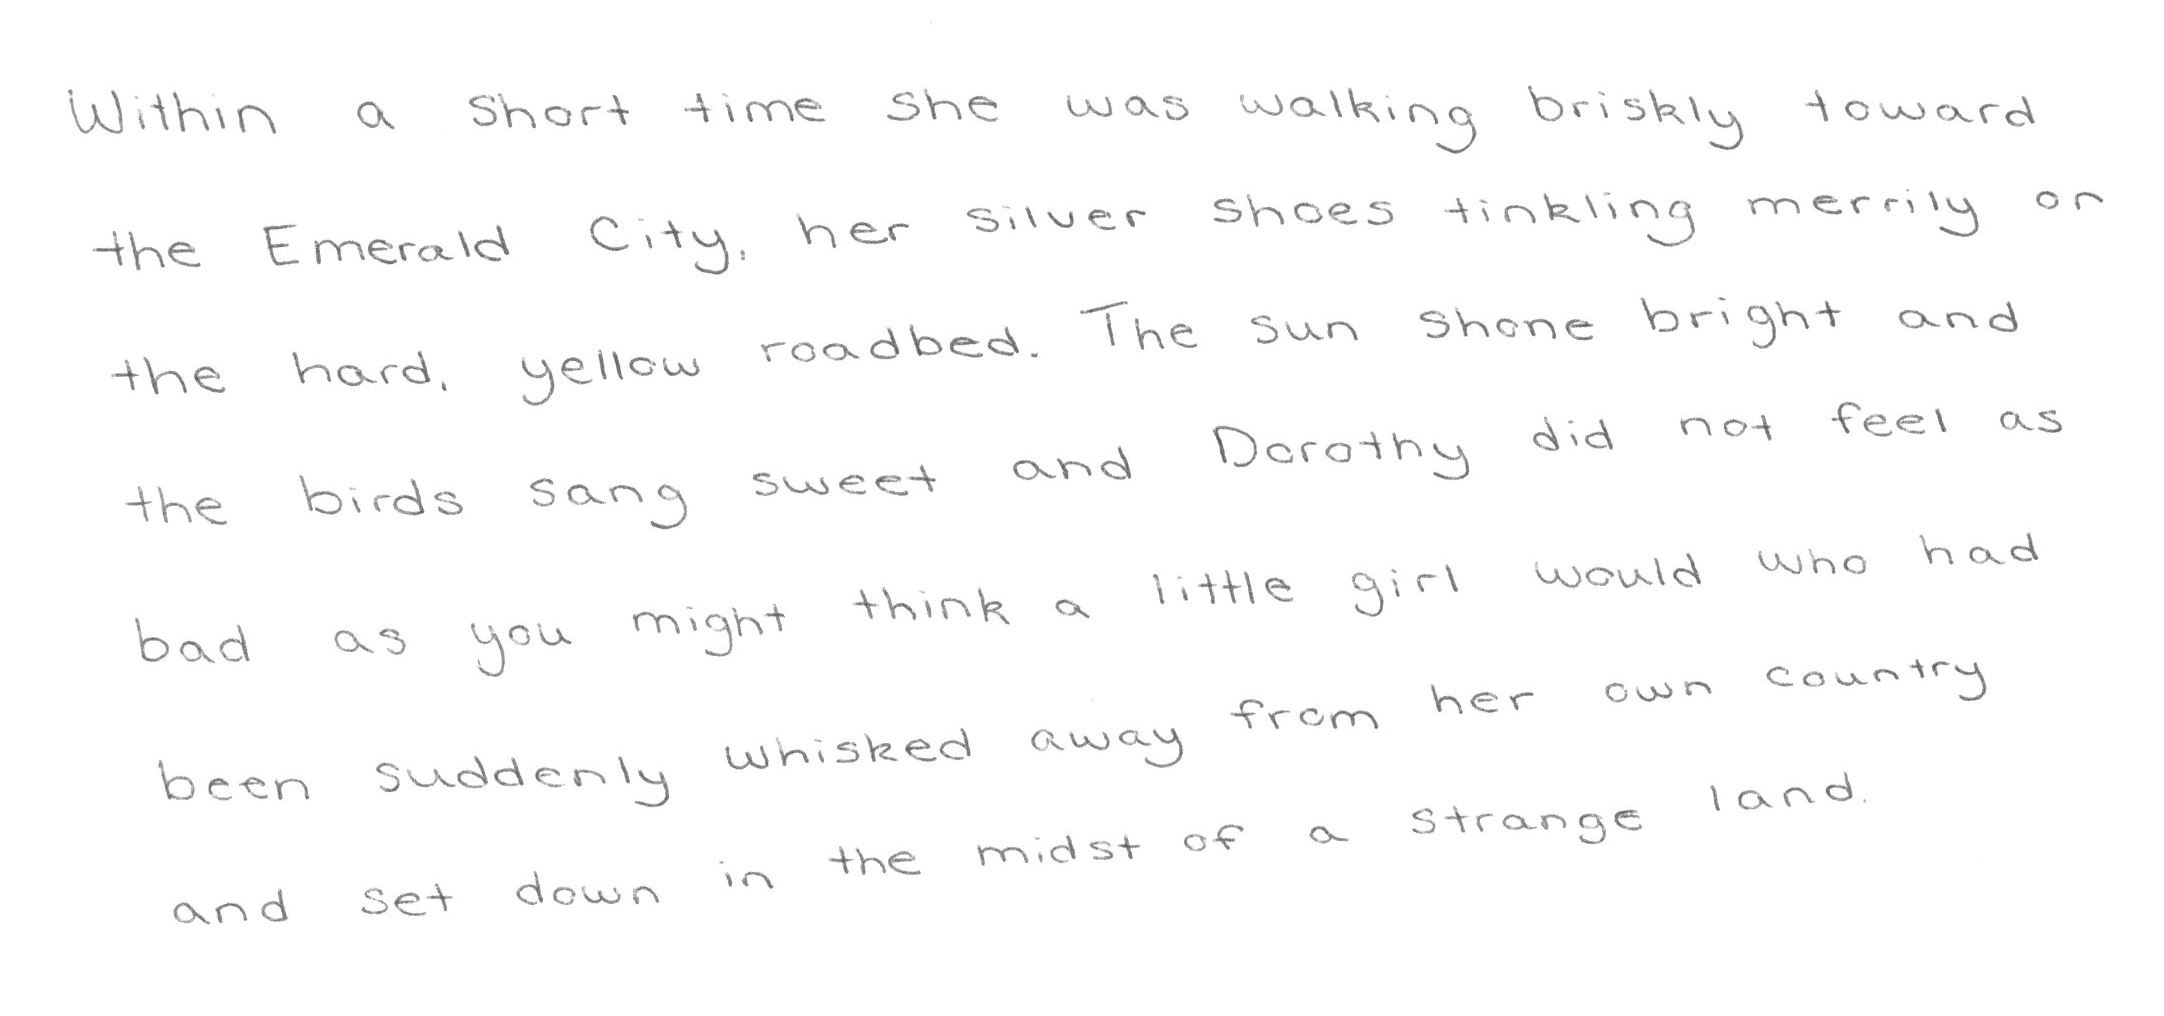 Within a short time she was walking briskly toward
the Emerald City, her silver shoes tinkling merrily on
the hard, yellow roadbed. The sun shone bright and
the birds sang sweet and Dorothy did not feel as
bad as you might think a little girl would who had
been suddenly whisked away from her own country
and set down in the midst of a strange land.